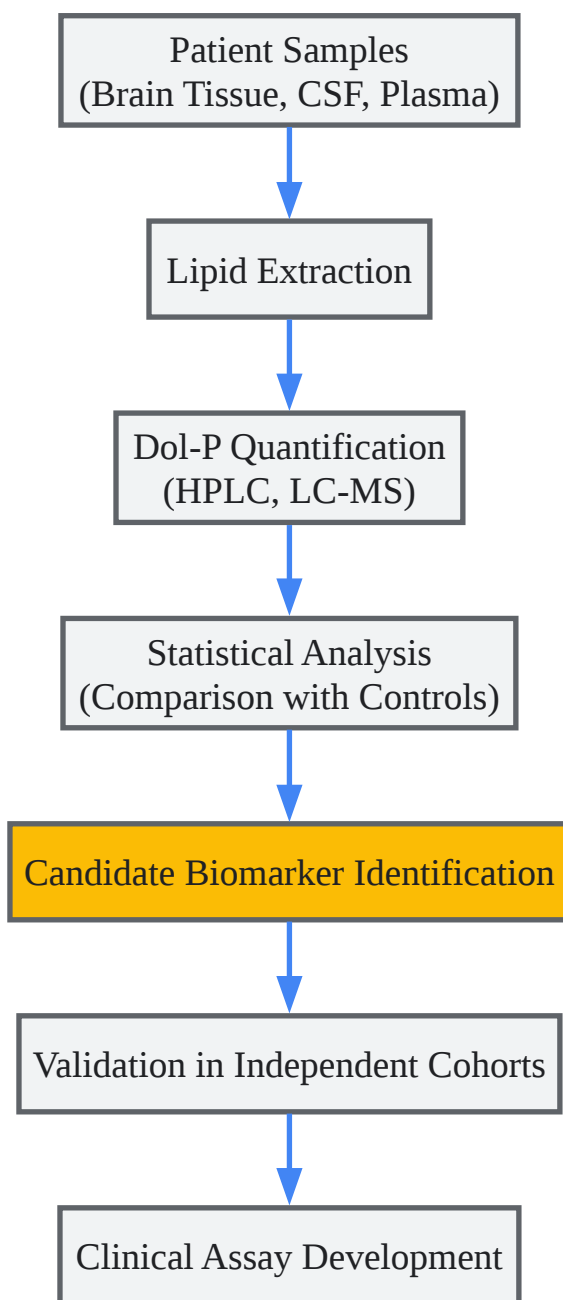 Patient Samples
(Brain Tissue, CSF, Plasma)
Lipid Extraction
Dol-P Quantification
(HPLC, LC-MS)
Statistical Analysis
(Comparison with Controls)
Candidate Biomarker Identification
Validation in Independent Cohorts
Clinical Assay Development